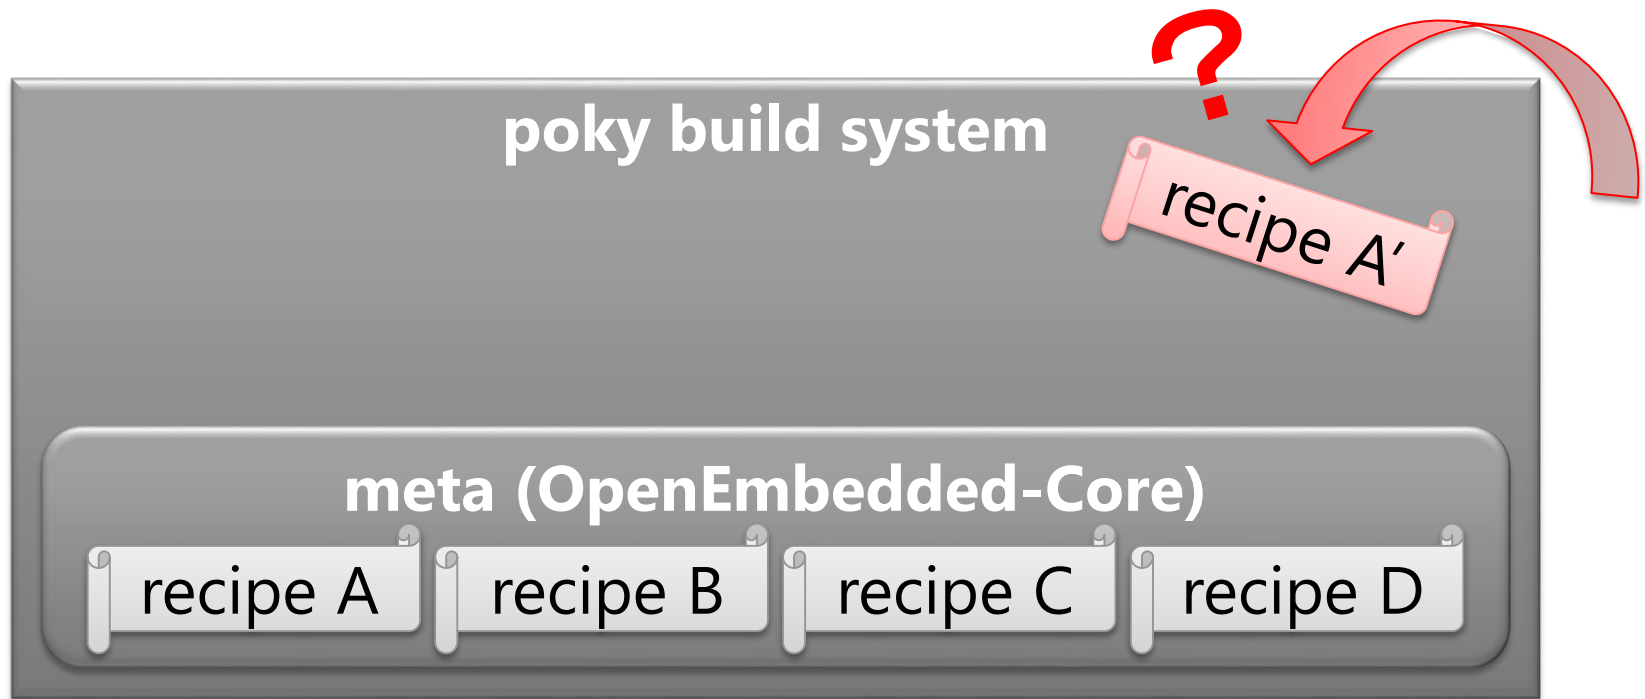 ?
poky build system
recipe A′
meta (OpenEmbedded-Core)
recipe A
recipe B
recipe C
recipe D